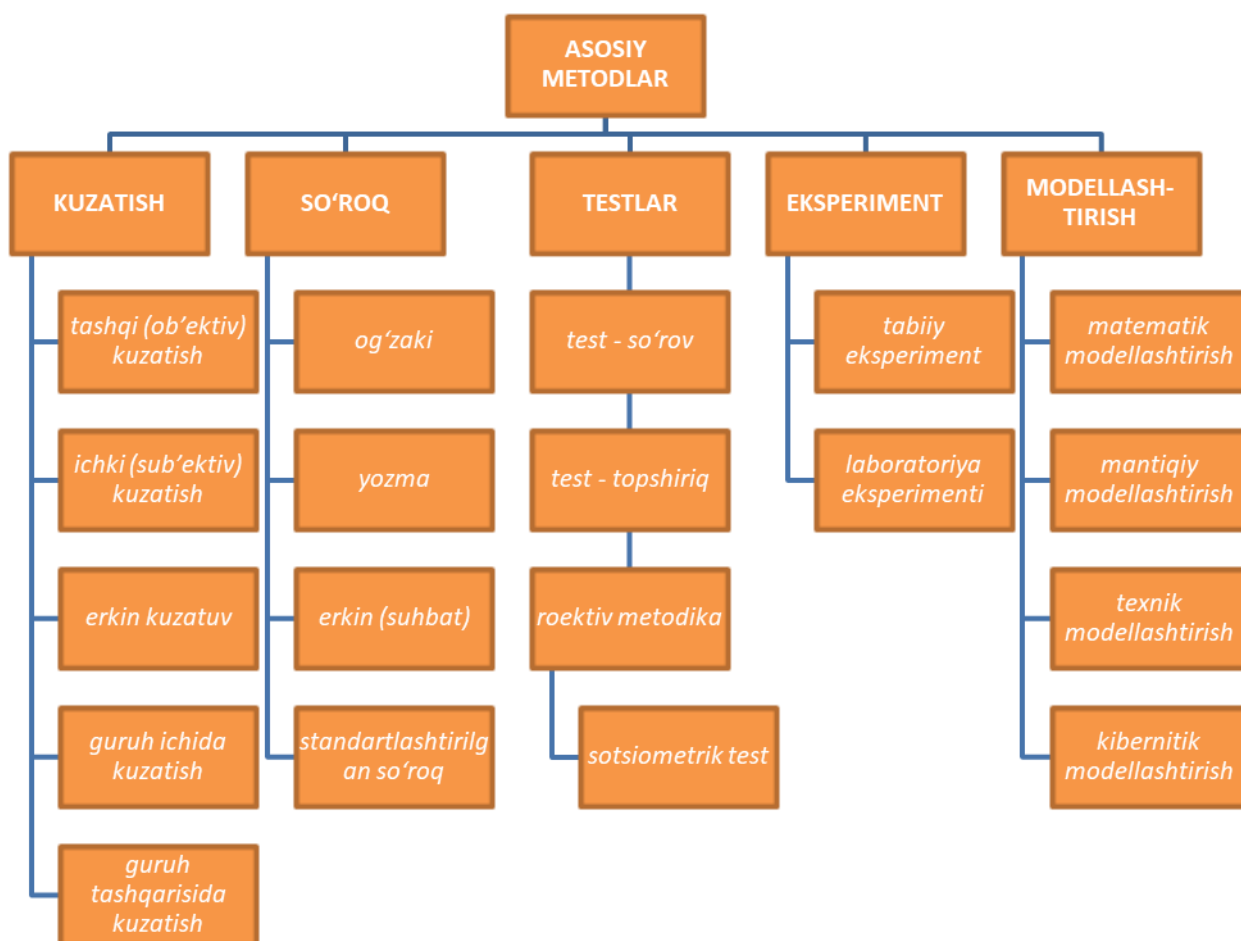 ASOSIY
METODLAR
KUZATISH
tashqi (ob’ektiv)
kuzatish
ichki (sub’ektiv)
kuzatish
erkin kuzatuv
guruh ichida
kuzatish
guruh
tashqarisida
kuzatish
SO‘ROQ
og‘zaki
yozma
erkin (suhbat)
standartlashtirilg
an so‘roq
TESTLAR
test - so‘rov
test - topshiriq
roektiv metodika
sotsiometrik test
EKSPERIMENT
tabiiy
eksperiment
laboratoriya
eksperimenti
MODELLASH-
TIRISH
matematik
modellashtirish
mantiqiy
modellashtirish
texnik
modellashtirish
kibernitik
modellashtirish